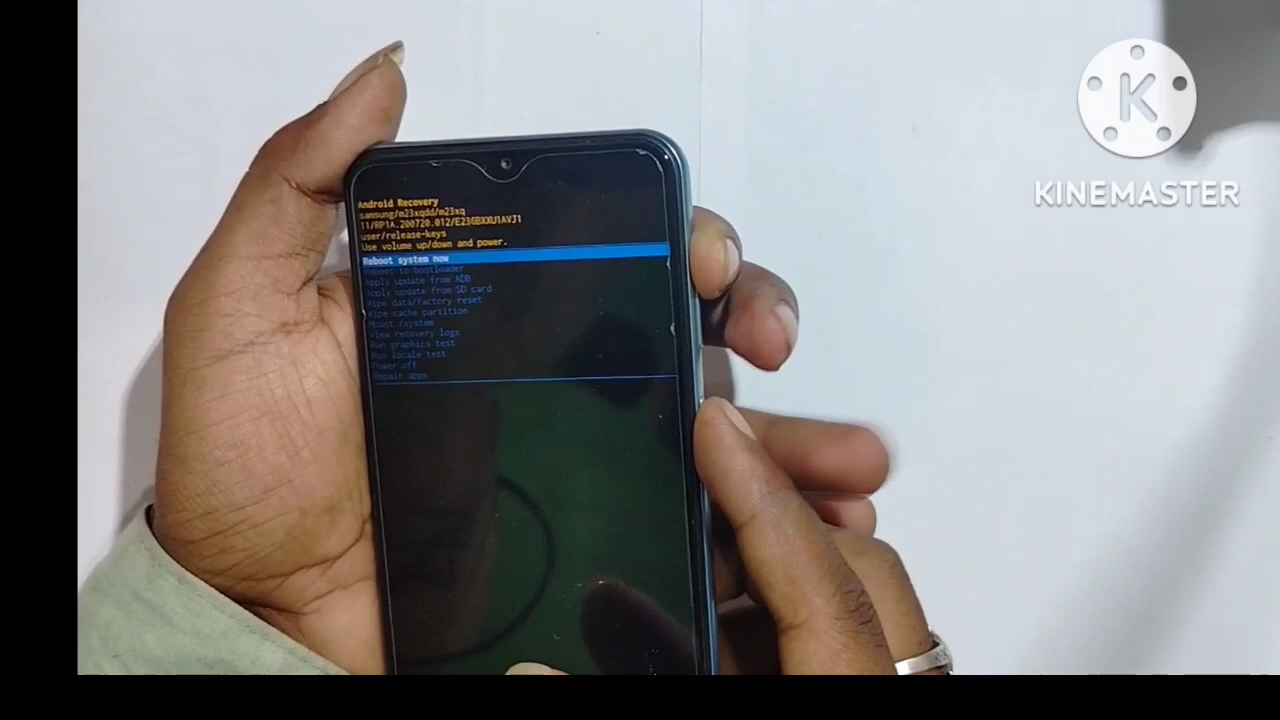 Android Recovery
samsung/m23xqdd/m23xq
11/RP1A.200720.012/E236BXXU1AVJ1
user/release-keys
Use volume up/down and power.
Reboot system now
Reboot to bootloader
Apply update from ADB
Apply update from SD card
Wipe data/factory reset
Wipe cache partition
Mount /system
View recovery logs
Run graphics test
Run locale test
Power off
Repair apps
K
KINEMASTER